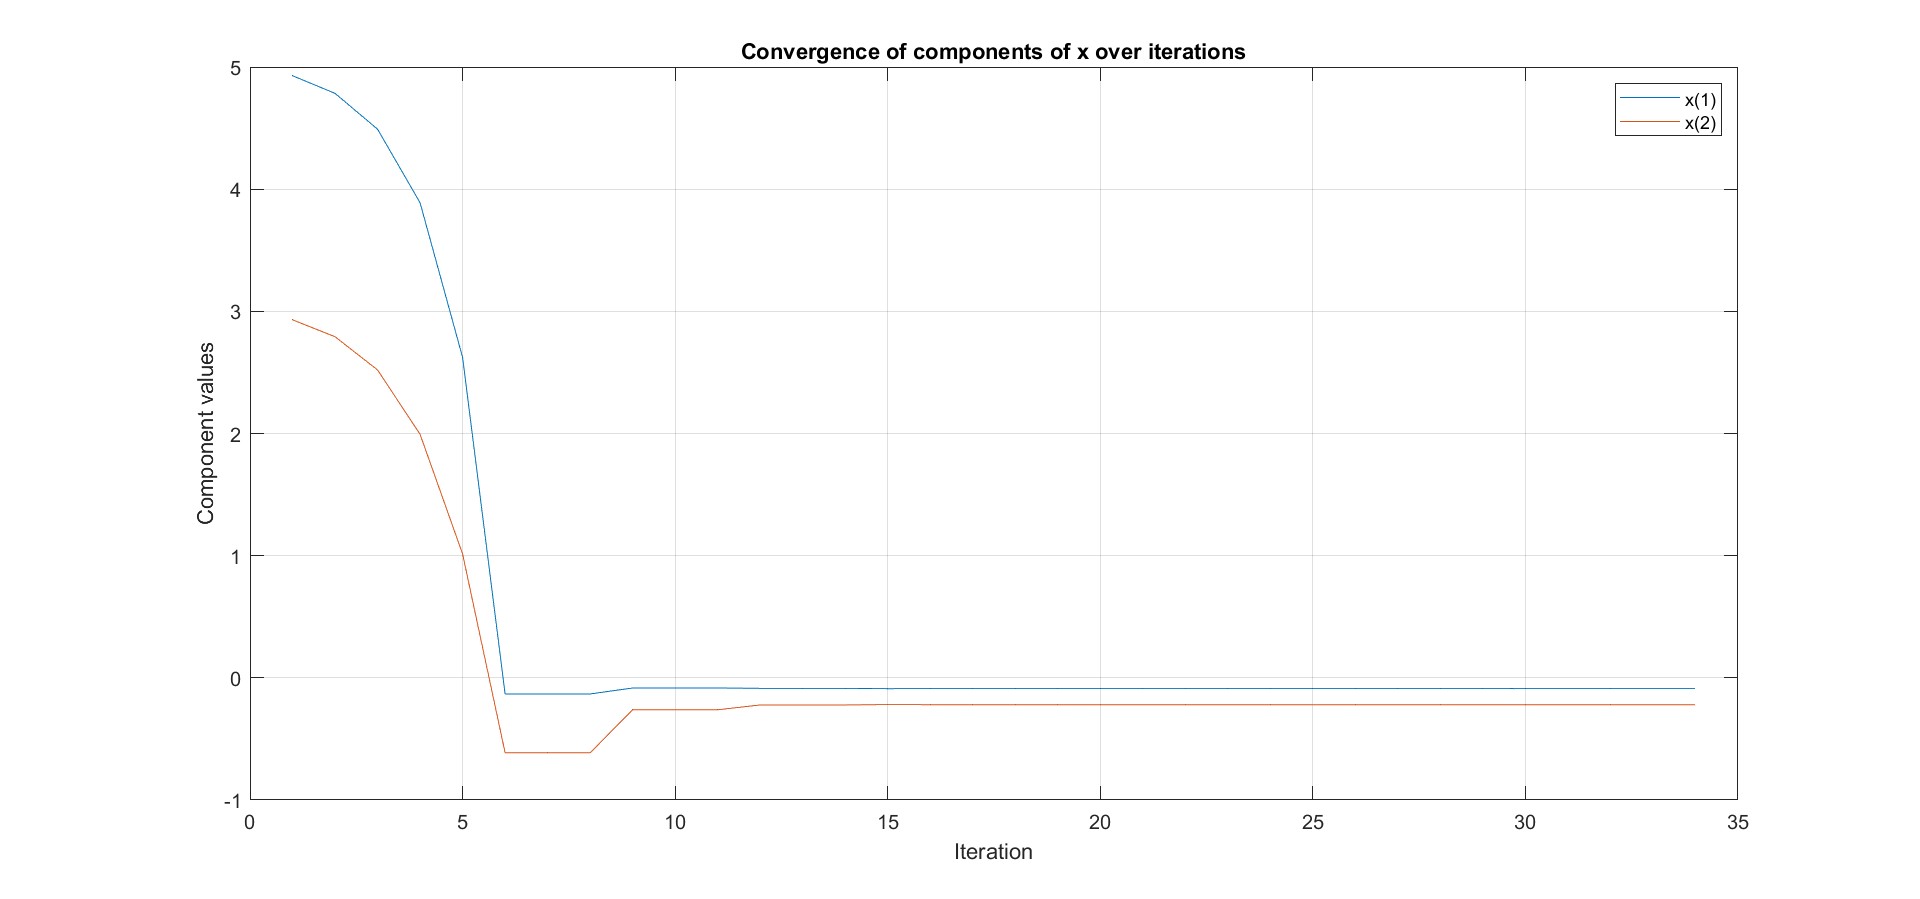 Convergence of components of x over iterations
x(1)
x(2)
5
4
3
2
1
0
-1
Component values
0 5 10 15 20 25 30 35
Iteration